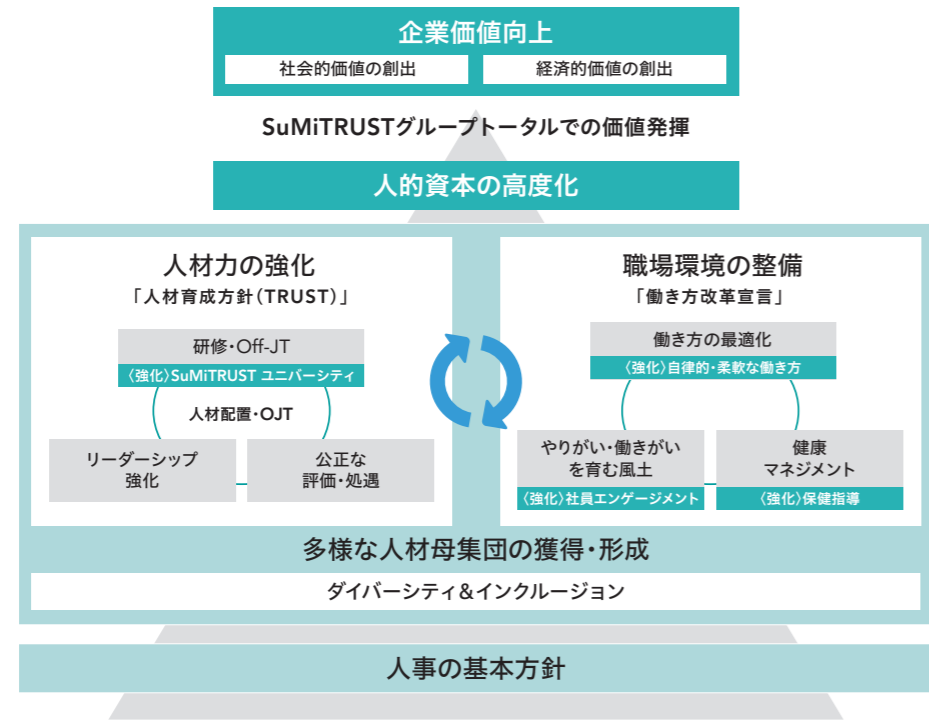 企業価値向上
社会的価値の創出
経済的価値の創出
SuMiTRUSTグループトータルでの価値発揮
人的資本の高度化
人材力の強化
「人材育成方針(TRUST)」
研修・Off-JT
〈強化〉SuMiTRUST ユニバーシティ
人材配置・OJT
リーダーシップ
強化
公正な
評価・処遇
職場環境の整備
「働き方改革宣言」
働き方の最適化
〈強化〉自律的・柔軟な働き方
やりがい・働きがい
を育む風土
〈強化〉社員エンゲージメント
健康
マネジメント
〈強化〉保健指導
多様な人材母集団の獲得・形成
ダイバーシティ&インクルージョン
人事の基本方針